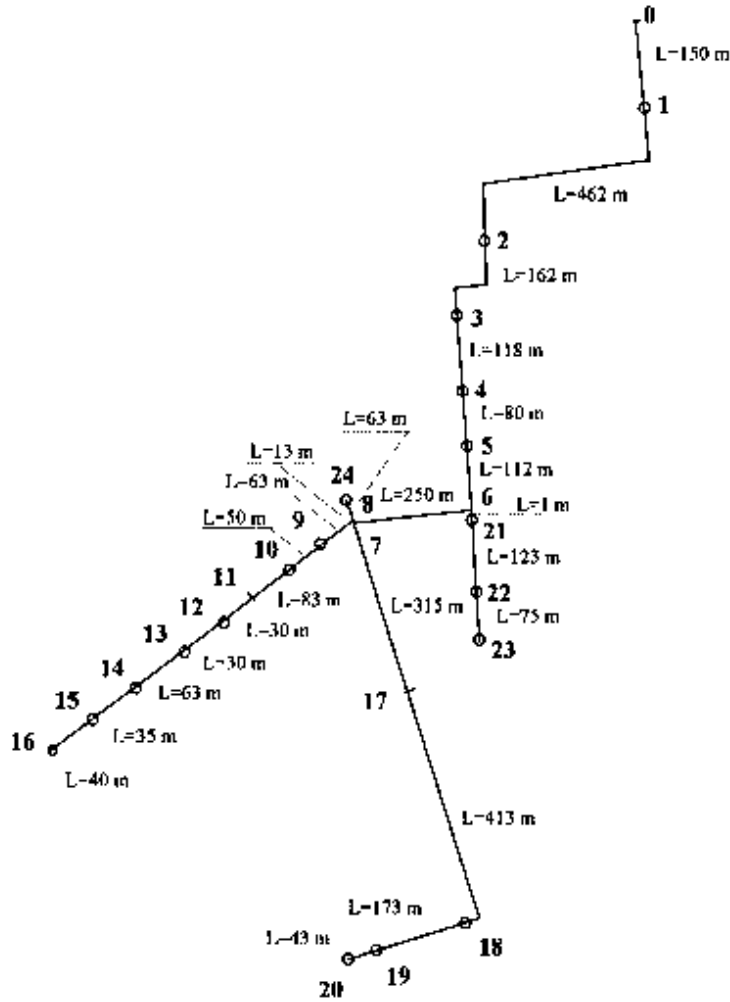 0
L=150 m
1
L=462 m
2
L=162 m
3
L=118 m
4
L=80 m
5
L=63 m
L=13 m
L=112 m
24
L=63 m
8
L=250 m
6
L=1 m
9
L=50 m
7
21
10
L=123 m
11
L=83 m
22
L=315 m
L=75 m
12
L=30 m
23
13
L=30 m
14
L=63 m
17
15
L=35 m
16
L=40 m
L=413 m
L=173 m
18
L=43 m
19
20